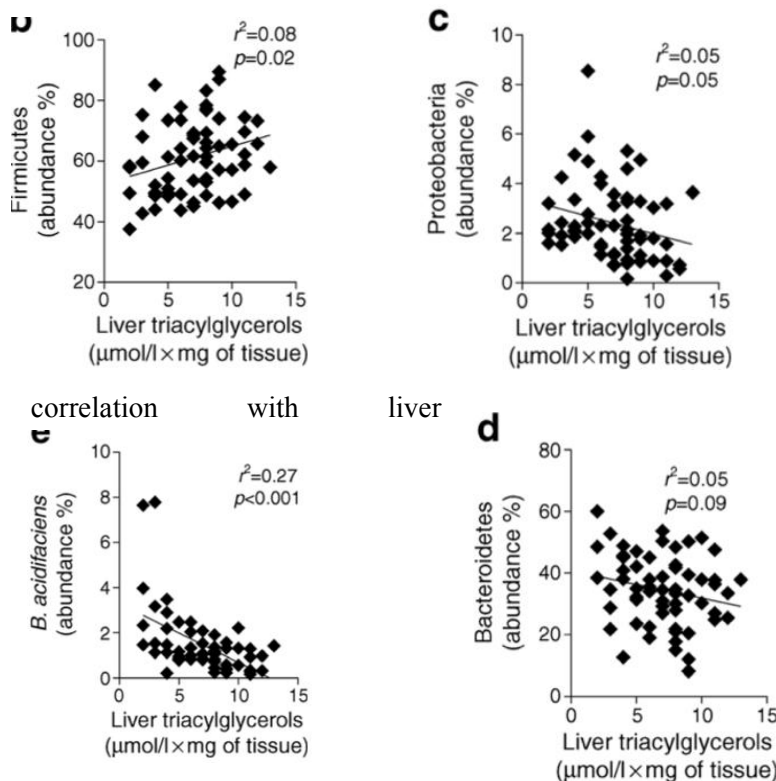 b
r²=0.08
p=0.02
100
80
60
40
20
Firmicutes
(abundance %)
0 5 10 15
Liver triacylglycerols
(μmol/l×mg of tissue)
c
r²=0.05
p=0.05
10
8
6
4
2
0
Proteobacteria
(abundance %)
0 5 10 15
Liver triacylglycerols
(μmol/l×mg of tissue)
correlation with liver
e
r²=0.27
p<0.001
10
8
6
4
2
0
B. acidifaciens
(abundance %)
0 5 10 15
Liver triacylglycerols
(μmol/l×mg of tissue)
d
r²=0.05
p=0.09
80
60
40
20
0
Bacteroidetes
(abundance %)
0 5 10 15
Liver triacylglycerols
(μmol/l×mg of tissue)